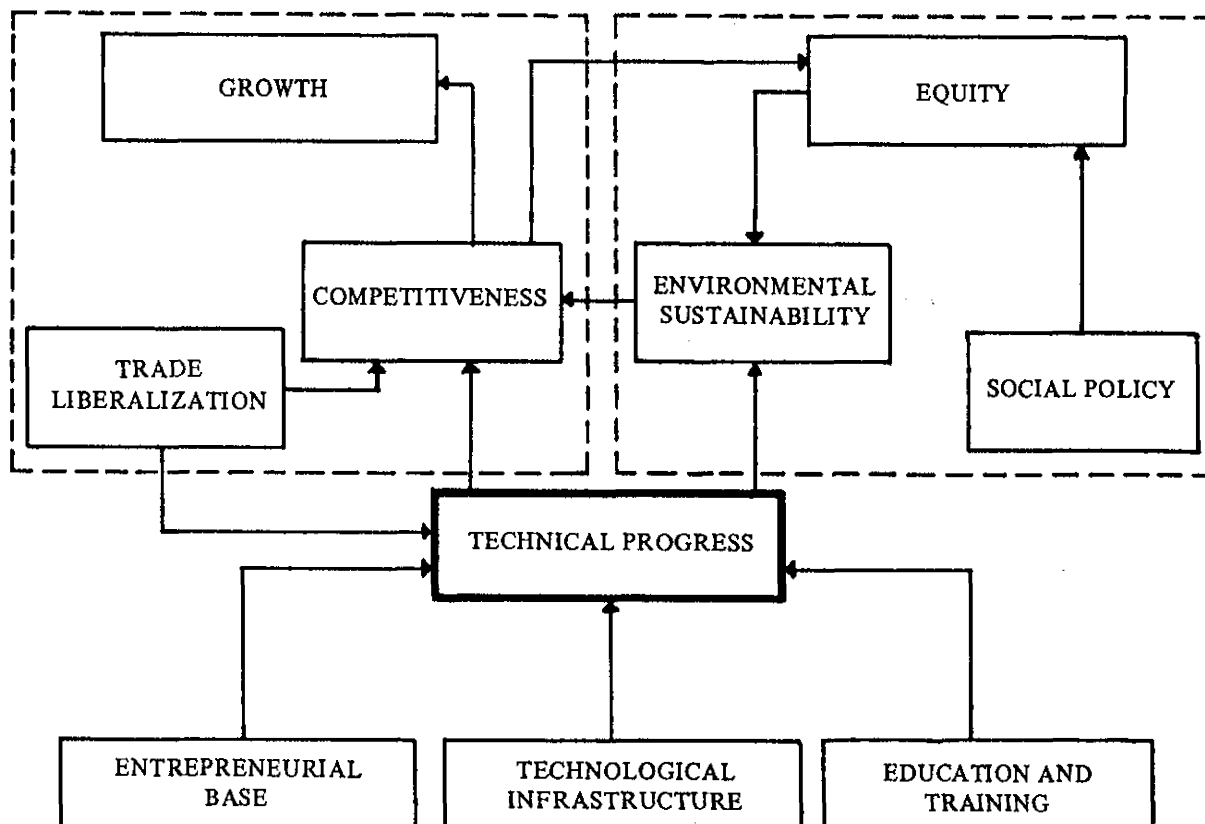 GROWTH
EQUITY
COMPETITIVENESS
ENVIRONMENTAL
SUSTAINABILITY
TRADE
LIBERALIZATION
SOCIAL POLICY
TECHNICAL PROGRESS
ENTREPRENEURIAL
BASE
TECHNOLOGICAL
INFRASTRUCTURE
EDUCATION AND
TRAINING